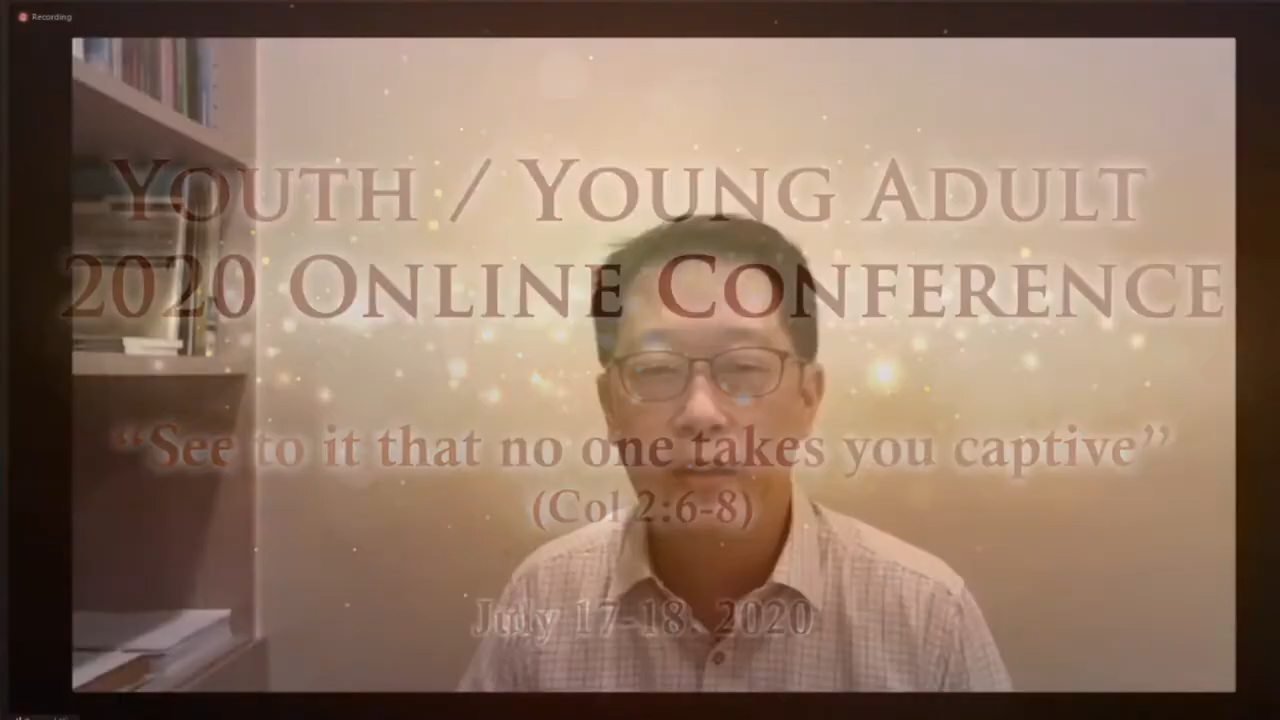 Recording
YOUTH / YOUNG ADULT
2020 ONLINE CONFERENCE
“See to it that no one takes you captive”
(Col 2:6-8)
July 17-18, 2020